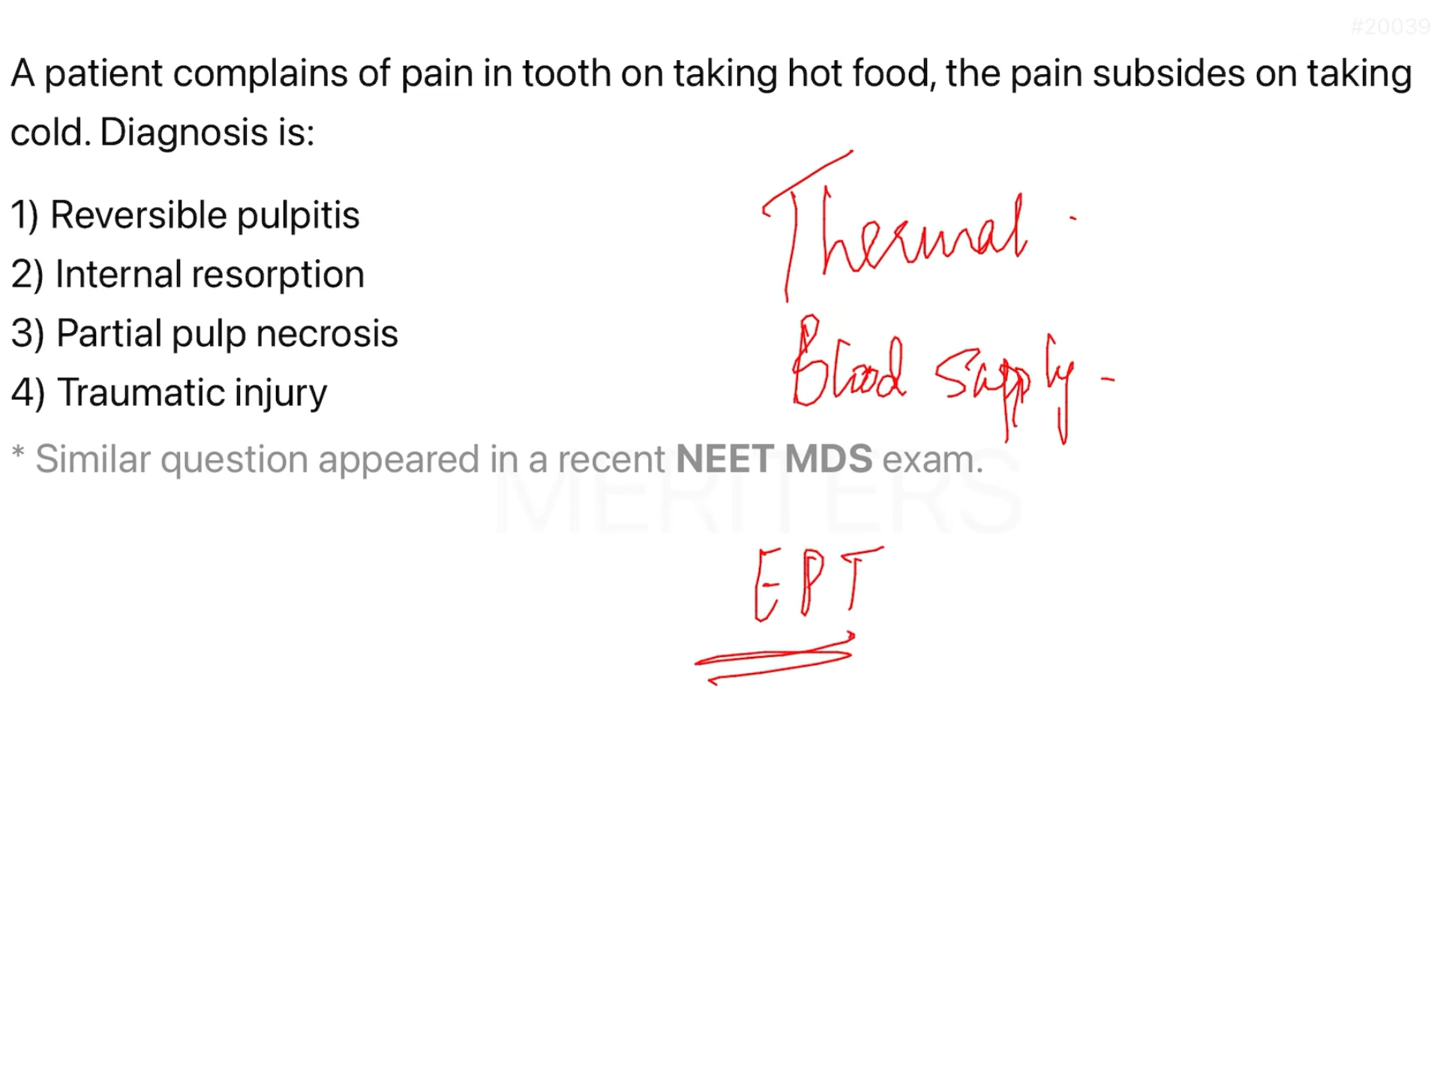 #20039
A patient complains of pain in tooth on taking hot food, the pain subsides on taking
cold. Diagnosis is:
1) Reversible pulpitis
2) Internal resorption
3) Partial pulp necrosis
4) Traumatic injury
* Similar question appeared in a recent NEET MDS exam.
MERITERS
Thermal
Blood supply -
EPT